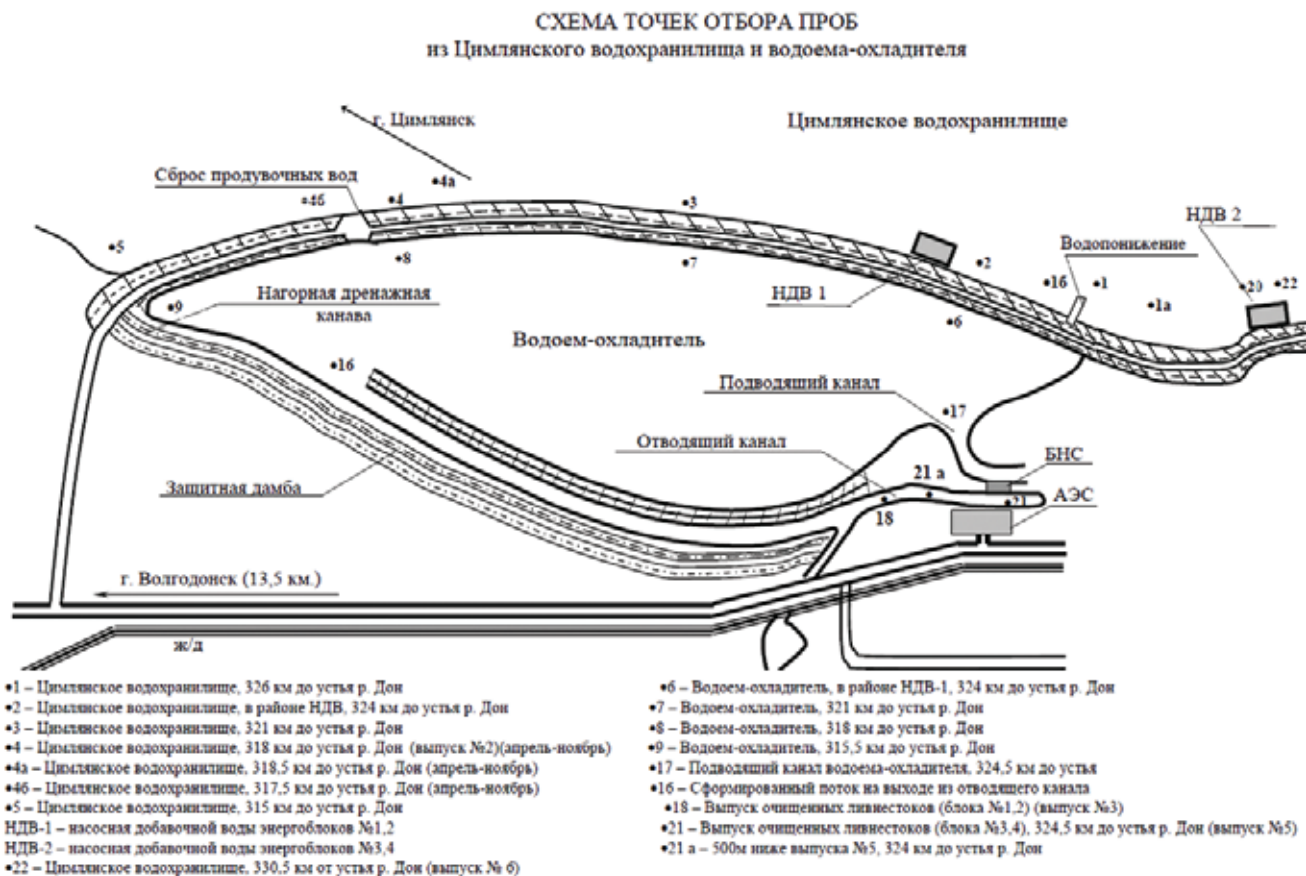 СХЕМА ТОЧЕК ОТБОРА ПРОБ
из Цимлянского водохранилища и водоема-охладителя
г. Цимлянск
Цимлянское водохранилище
Сброс продувочных вод
•4а
•4б
•4
•3
НДВ 2
•5
•8
•7
•2
Водопонижение
•1б
•1
•20
•22
•1а
НДВ 1
•9
Нагорная дренажная
канава
•6
Водоем-охладитель
•16
Подводяший канал
•17
Отводящий канал
БНС
21 а
•21
АЭС
Защитная дамба
18
г. Волгодонск (13,5 км.)
ж/д
•1 – Цимлянское водохранилище, 326 км до устья р. Дон
•2 – Цимлянское водохранилище, в районе НДВ, 324 км до устья р. Дон
•3 – Цимлянское водохранилище, 321 км до устья р. Дон
•4 – Цимлянское водохранилище, 318 км до устья р. Дон (выпуск №2)(апрель-ноябрь)
•4а – Цимлянское водохранилище, 318,5 км до устья р. Дон (апрель-ноябрь)
•4б – Цимлянское водохранилище, 317,5 км до устья р. Дон (апрель-ноябрь)
•5 – Цимлянское водохранилище, 315 км до устья р. Дон
НДВ-1 – насосная добавочной воды энергоблоков №1,2
НДВ-2 – насосная добавочной воды энергоблоков №3,4
•22 – Цимлянское водохранилище, 330,5 км от устья р. Дон (выпуск № 6)
•6 – Водоем-охладитель, в районе НДВ-1, 324 км до устья р. Дон
•7 – Водоем-охладитель, 321 км до устья р. Дон
•8 – Водоем-охладитель, 318 км до устья р. Дон
•9 – Водоем-охладитель, 315,5 км до устья р. Дон
•17 – Подводяший канал водоема-охладителя, 324,5 км до устья
•16 – Сформированный поток на выходе из отводящего канала
•18 – Выпуск очищенных ливнестоков (блока №1,2) (выпуск №3)
•21 – Выпуск очищенных ливнестоков (блока №3,4), 324,5 км до устья р. Дон (выпуск №5)
•21 а – 500м ниже выпуска №5, 324 км до устья р. Дон